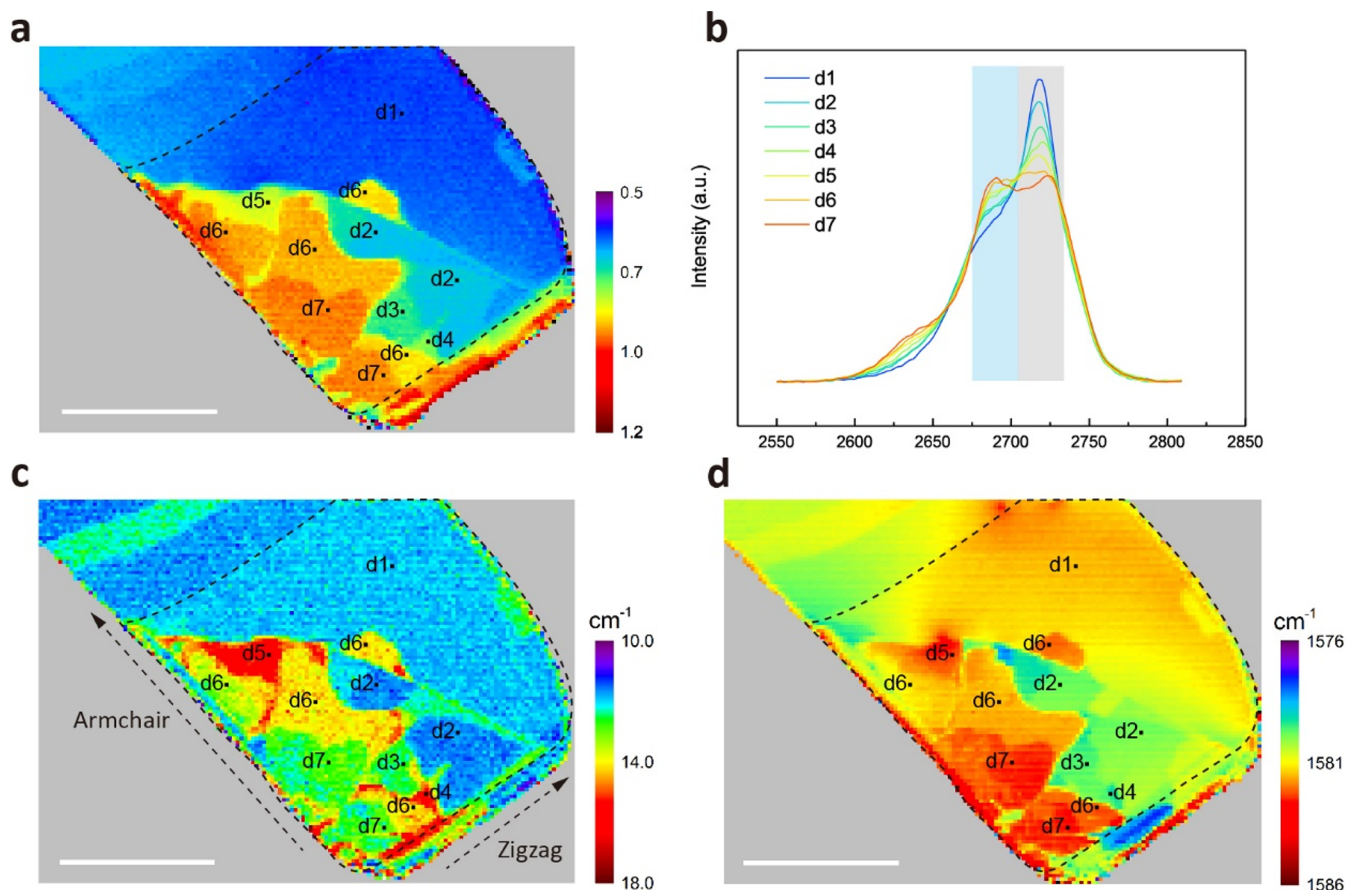 a
d1
d6
d5
d2
d6
d6
d2
d7
d3
d4
d6
d7
0.5
0.7
1.0
1.2
b
d1
d2
d3
d4
d5
d6
d7
Intensity (a.u.)
2550 2600 2650 2700 2750 2800 2850
c
d1
d6
d5
d6
d2
d6
d2
d7
d3
d4
d6
d7
Armchair
Zigzag
cm-1
10.0
14.0
18.0
d
d1
d6
d5
d6
d2
d6
d2
d7
d3
d4
d6
d7
cm-1
1576
1581
1586